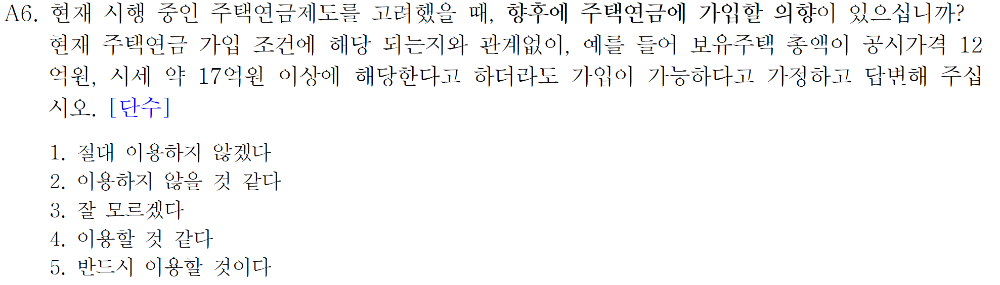 A6. 현재 시행 중인 주택연금제도를 고려했을 때, 향후에 주택연금에 가입할 의향이 있으십니까?
현재 주택연금 가입 조건에 해당 되는지와 관계없이, 예를 들어 보유주택 총액이 공시가격 12
억원, 시세 약 17억원 이상에 해당한다고 하더라도 가입이 가능하다고 가정하고 답변해 주십
시오. [단수]
1. 절대 이용하지 않겠다
2. 이용하지 않을 것 같다
3. 잘 모르겠다
4. 이용할 것 같다
5. 반드시 이용할 것이다